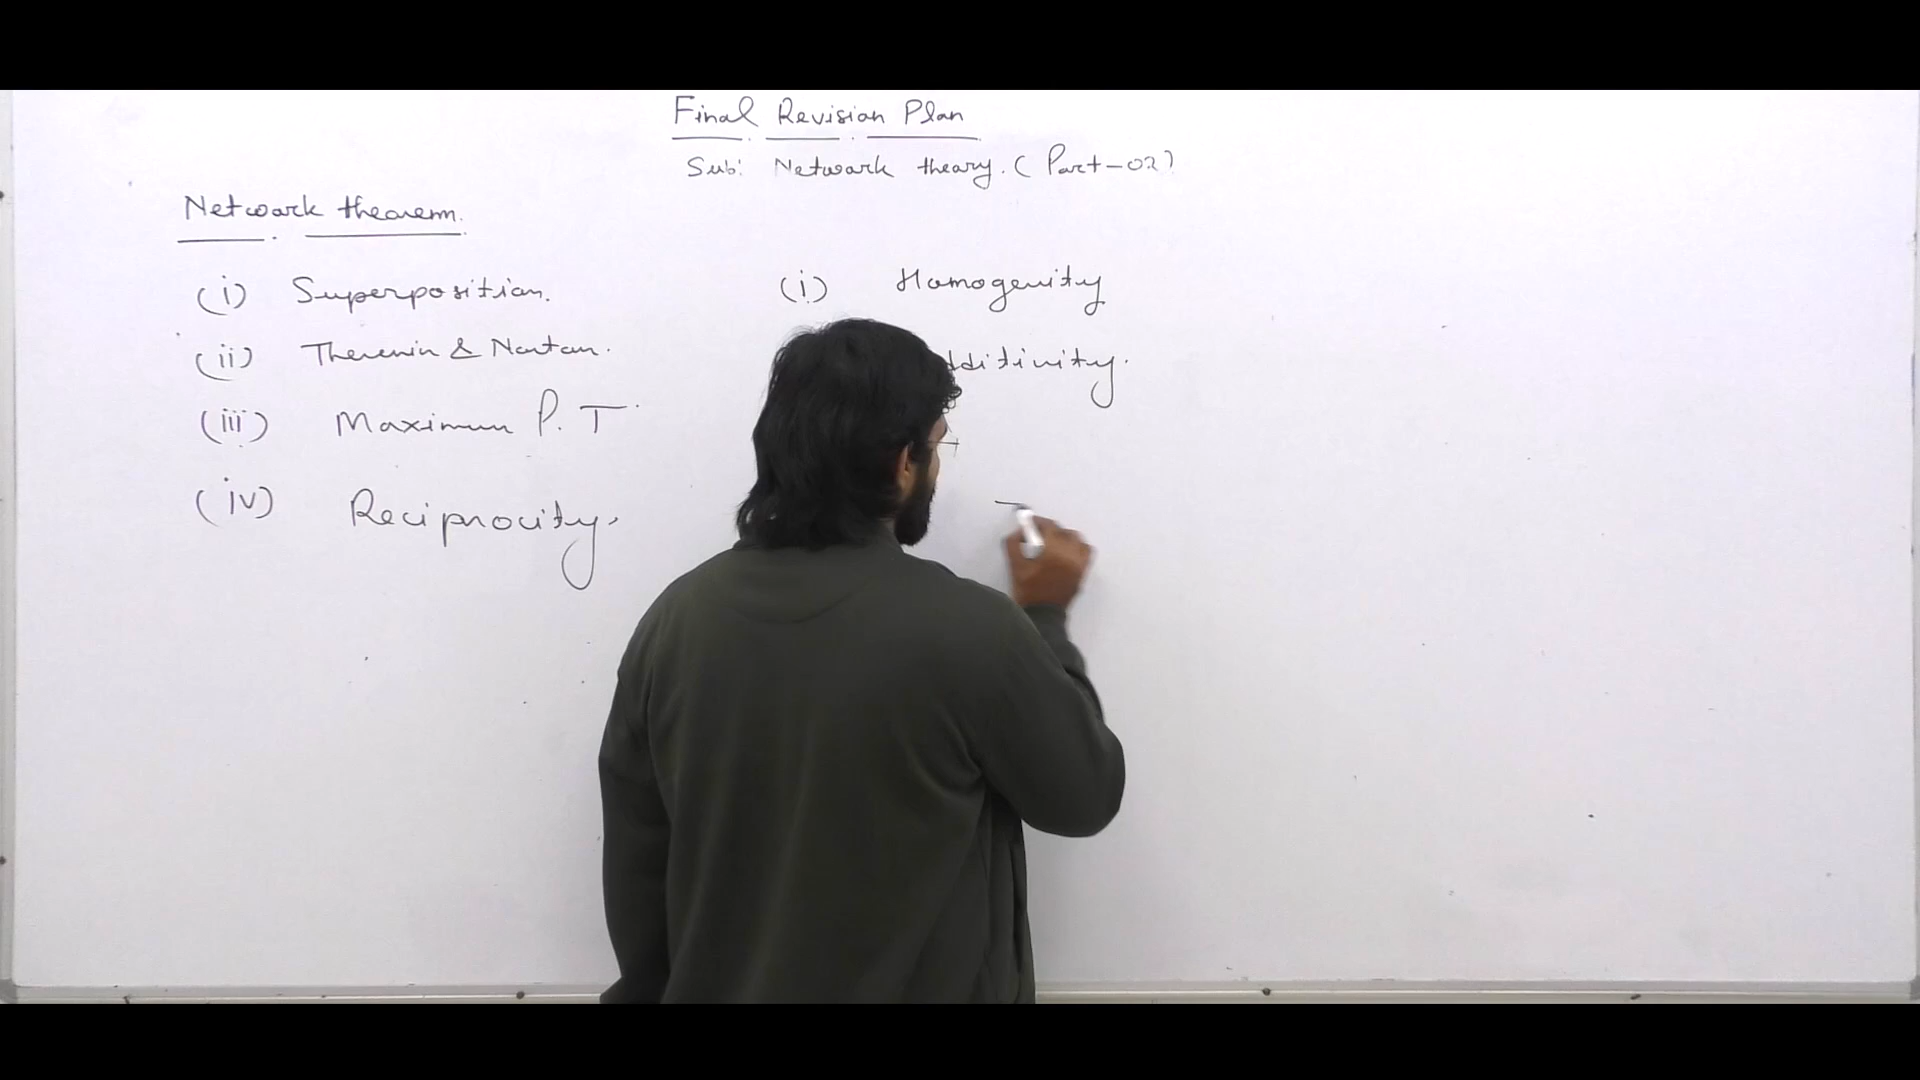 Final Revision Plan
Sub: Network theory. (Part-02)
Network theorem.
(i) Superposition.
(ii) Thevenin & Norton.
(iii) Maximum P. T
(iv) Reciprocity.
(i) Homogenity
dditivity.